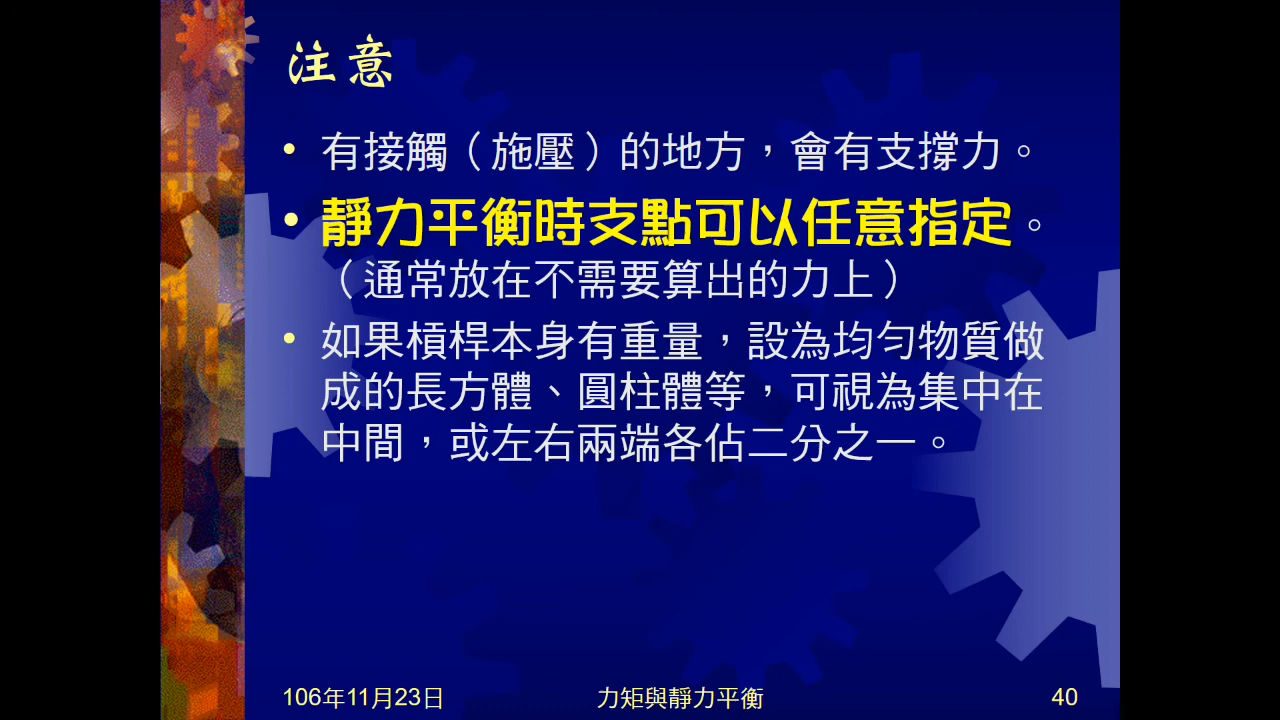 注意
• 有接觸（施壓）的地方，會有支撐力。
• 靜力平衡時支點可以任意指定。
（通常放在不需要算出的力上）
• 如果槓桿本身有重量，設為均勻物質做
成的長方體、圓柱體等，可視為集中在
中間，或左右兩端各佔二分之一。
106年11月23日
力矩與靜力平衡
40